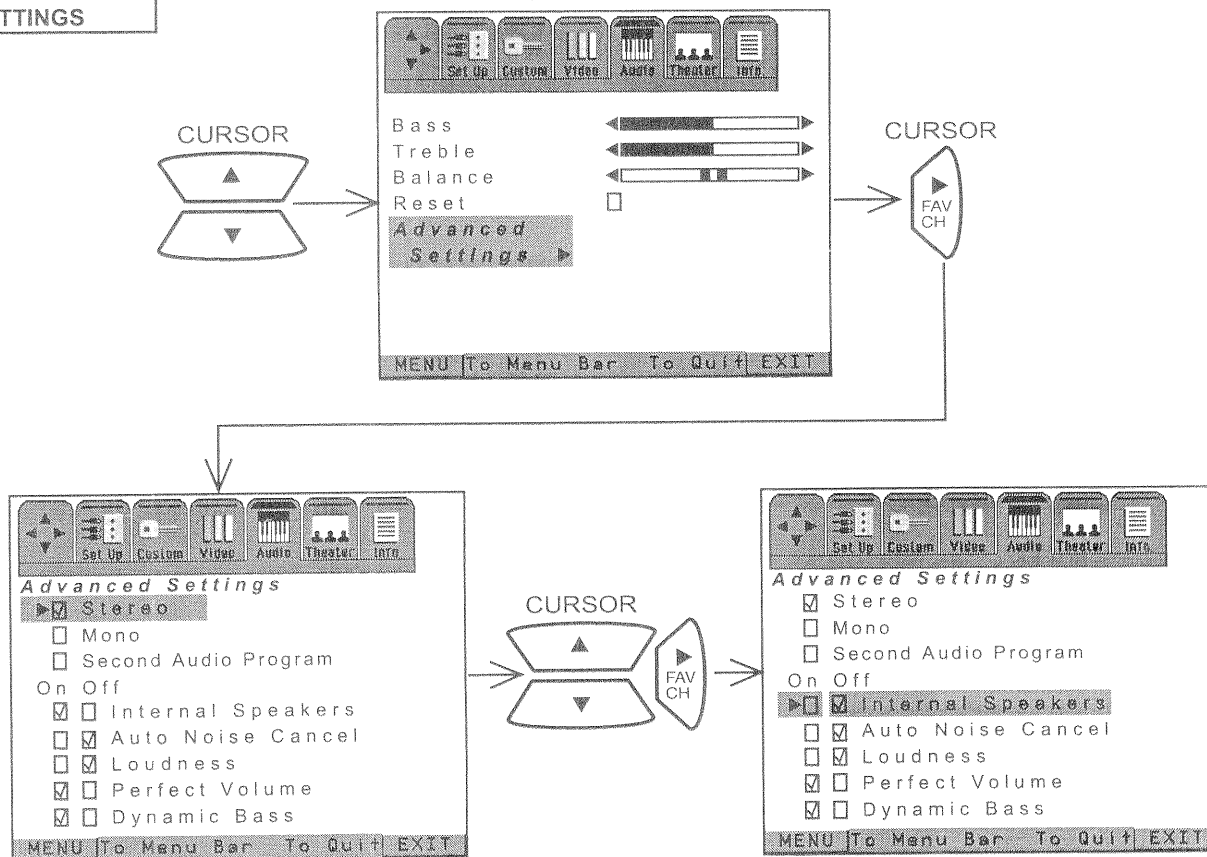 TTINGS
Set Up Custom Video Audio Theater Info
CURSOR
Bass
Treble
Balance
Reset
Advanced
Settings
MENU To Menu Bar To Quit EXIT
CURSOR
FAV
CH
Set Up Custom Video Audio Theater Info
Advanced Settings
Stereo
Mono
Second Audio Program
On Off
Internal Speakers
Auto Noise Cancel
Loudness
Perfect Volume
Dynamic Bass
MENU To Menu Bar To Quit EXIT
CURSOR
FAV
CH
Set Up Custom Video Audio Theater Info
Advanced Settings
Stereo
Mono
Second Audio Program
On Off
Internal Speakers
Auto Noise Cancel
Loudness
Perfect Volume
Dynamic Bass
MENU To Menu Bar To Quit EXIT